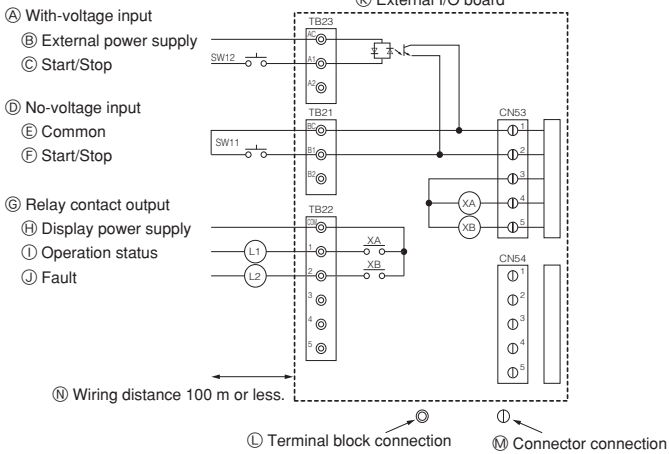 Ⓚ External I/O board
Ⓐ With-voltage input
Ⓑ External power supply
Ⓒ Start/Stop
SW12
TB23
AC
A1
A2
Ⓓ No-voltage input
Ⓔ Common
Ⓕ Start/Stop
SW11
TB21
BC
B1
B2
CN53
1
2
3
4
5
XA
XB
Ⓖ Relay contact output
Ⓗ Display power supply
Ⓘ Operation status
Ⓙ Fault
L1
L2
TB22
COM
1
2
3
4
5
XA
XB
CN54
1
2
3
4
5
Ⓝ Wiring distance 100 m or less.
Ⓛ Terminal block connection
Ⓜ Connector connection